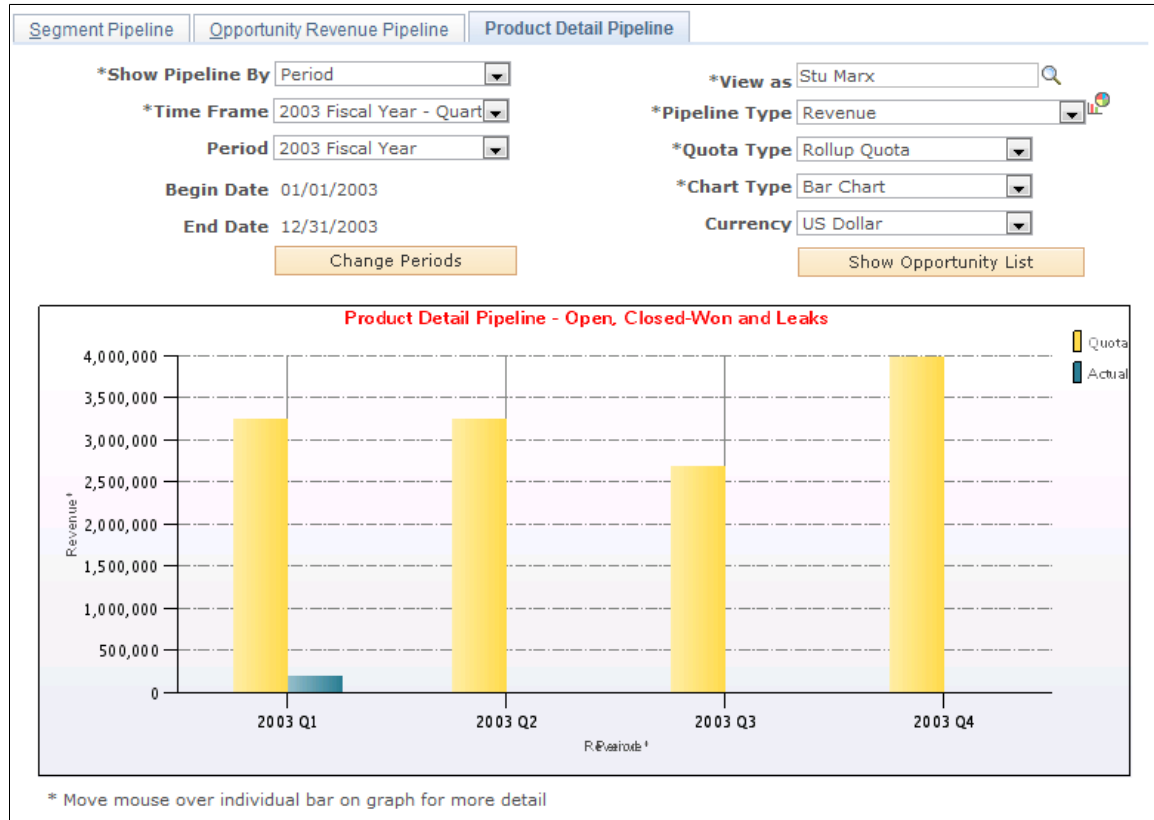 Segment Pipeline Opportunity Revenue Pipeline Product Detail Pipeline
*Show Pipeline By Period
*View as Stu Marx
*Time Frame 2003 Fiscal Year - Quart
*Pipeline Type Revenue
Period 2003 Fiscal Year
*Quota Type Rollup Quota
Begin Date 01/01/2003
*Chart Type Bar Chart
End Date 12/31/2003
Currency US Dollar
Change Periods
Show Opportunity List
Product Detail Pipeline - Open, Closed-Won and Leaks
Quota
Actual
4,000,000
3,500,000
3,000,000
2,500,000
2,000,000
1,500,000
1,000,000
500,000
0
Revenue*
2003 Q1 2003 Q2 2003 Q3 2003 Q4
* Move mouse over individual bar on graph for more detail